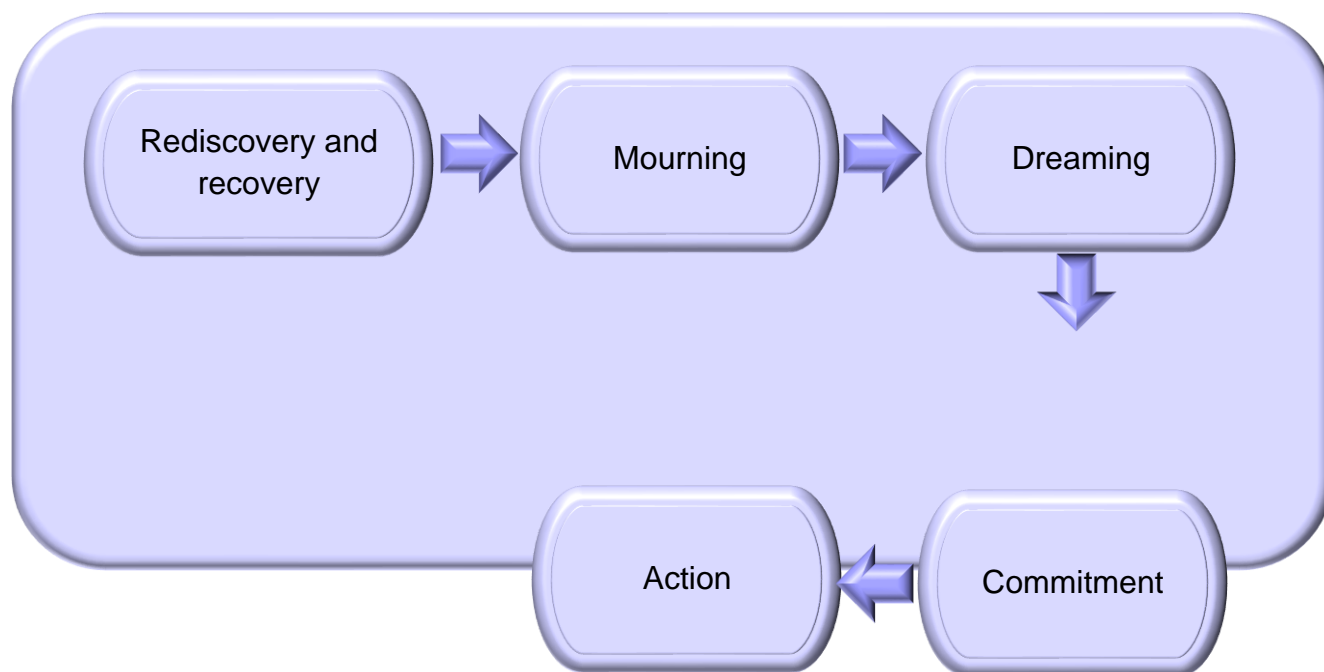 Rediscovery and
recovery
Mourning
Dreaming
Commitment
Action